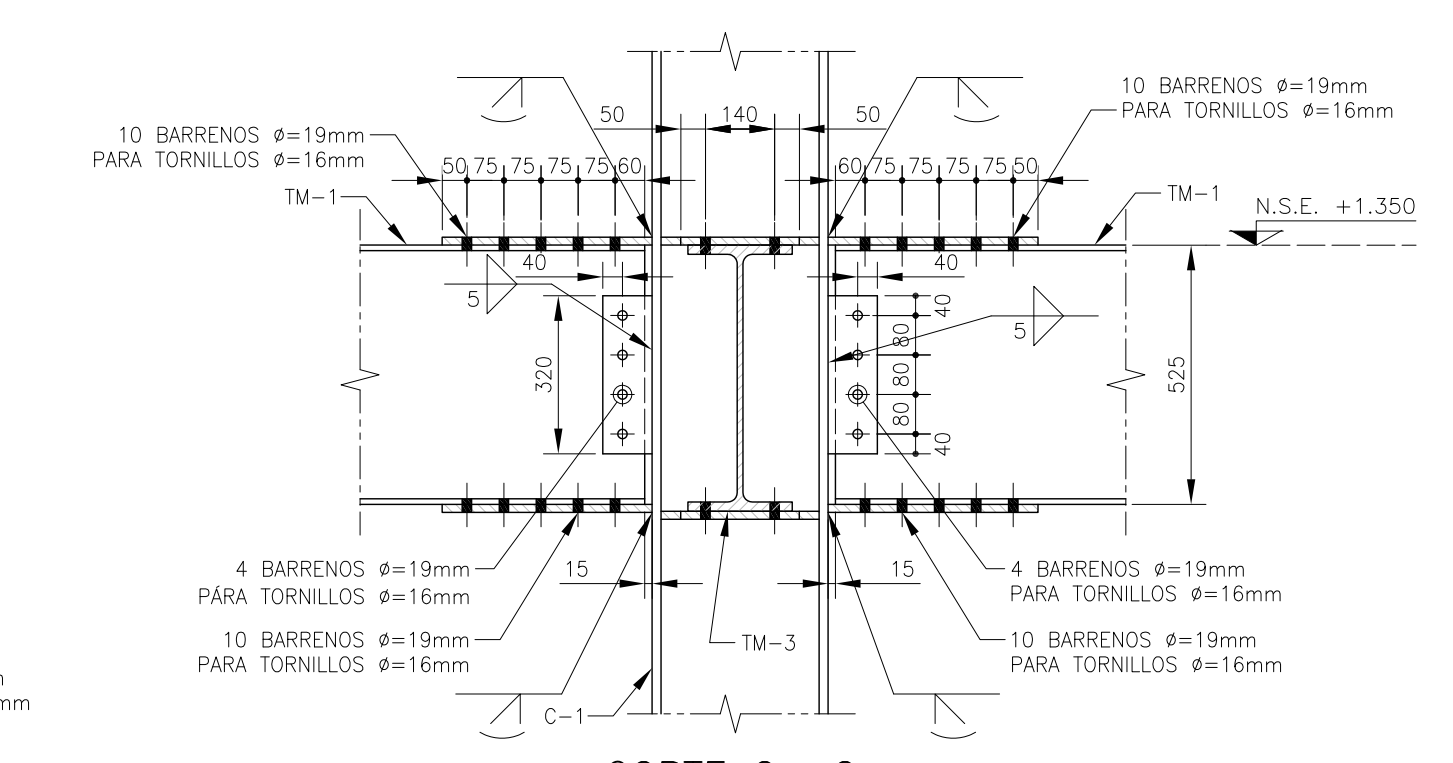 10 BARRENOS ø=19mm
PARA TORNILLOS ø=16mm
10 BARRENOS ø=19mm
PARA TORNILLOS ø=16mm
50 140 50
50 75 75 75 75 60
60 75 75 75 75 50
TM-1
TM-1
N.S.E. +1.350
40
40
5
5
40
80
80
80
40
320
525
4 BARRENOS ø=19mm
PÁRA TORNILLOS ø=16mm
15
15
4 BARRENOS ø=19mm
PARA TORNILLOS ø=16mm
10 BARRENOS ø=19mm
PARA TORNILLOS ø=16mm
TM-3
10 BARRENOS ø=19mm
PARA TORNILLOS ø=16mm
mm
C-1